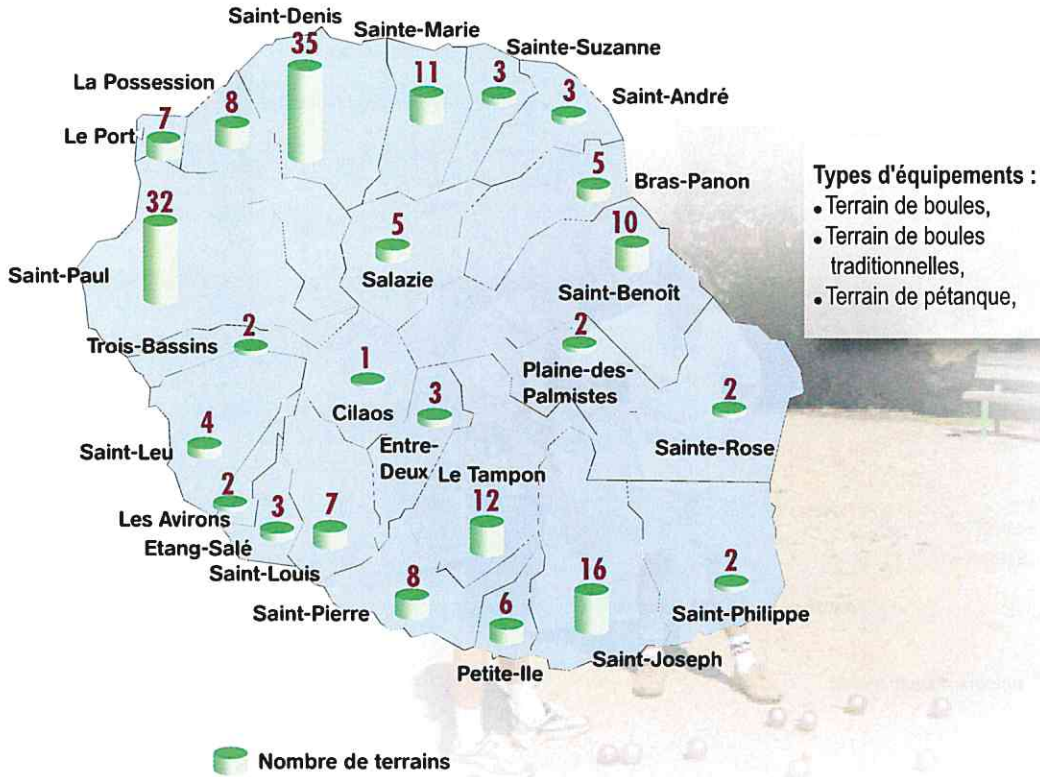 Saint-Denis
35
Sainte-Marie
11
Sainte-Suzanne
3
Saint-André
3
La Possession
8
Le Port
7
Bras-Panon
5
Types d'équipements :
• Terrain de boules,
• Terrain de boules
traditionnelles,
• Terrain de pétanque,
Saint-Paul
32
5
Salazie
10
Saint-Benoît
Trois-Bassins
2
1
Cilaos
3
Entre-
Deux
2
Plaine-des-
Palmistes
2
Sainte-Rose
4
Saint-Leu
2
Les Avirons
3
Etang-Salé
7
Saint-Louis
Le Tampon
12
8
Saint-Pierre
6
Petite-Ile
16
Saint-Joseph
2
Saint-Philippe
Nombre de terrains